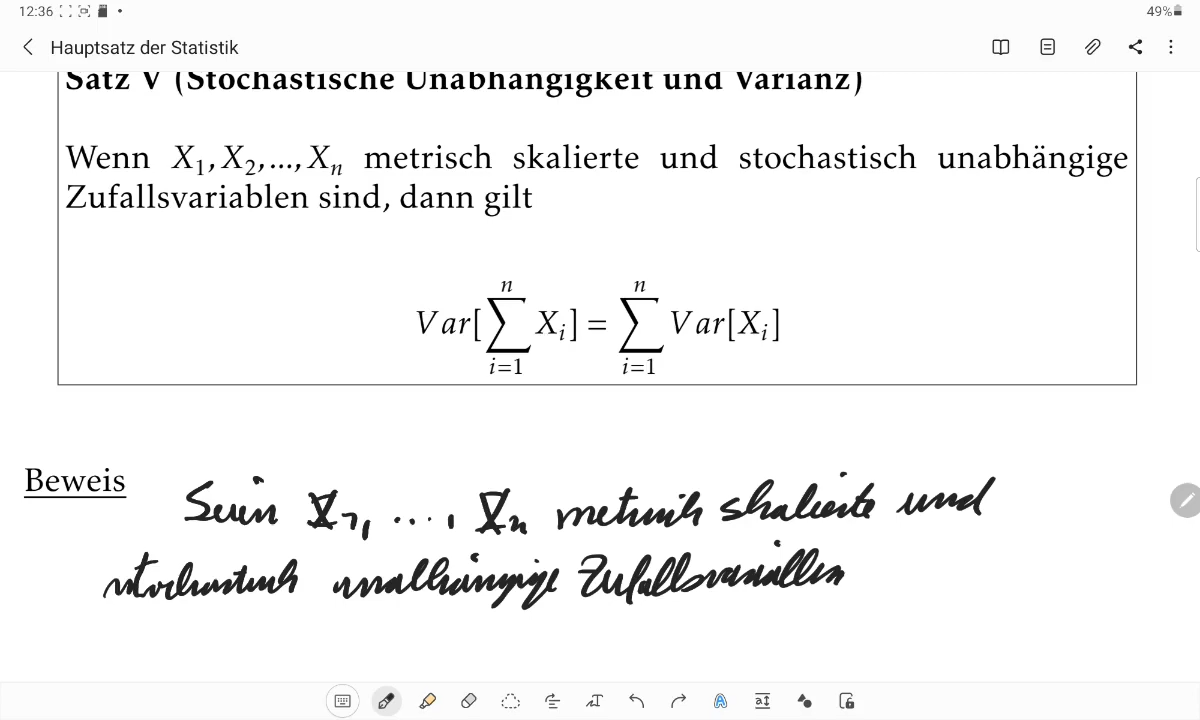 12:36
49%
Hauptsatz der Statistik
Satz V (Stochastische Unabhängigkeit und Varianz)
Wenn X₁, X₂, ..., Xₙ metrisch skalierte und stochastisch unabhängige
Zufallsvariablen sind, dann gilt
Var[∑ᵢ₌₁ⁿ Xᵢ] = ∑ᵢ₌₁ⁿ Var[Xᵢ]
Beweis
Seien X₁, ..., Xₙ metrisch skalierte und
stochastisch unabhängige Zufallsvariablen